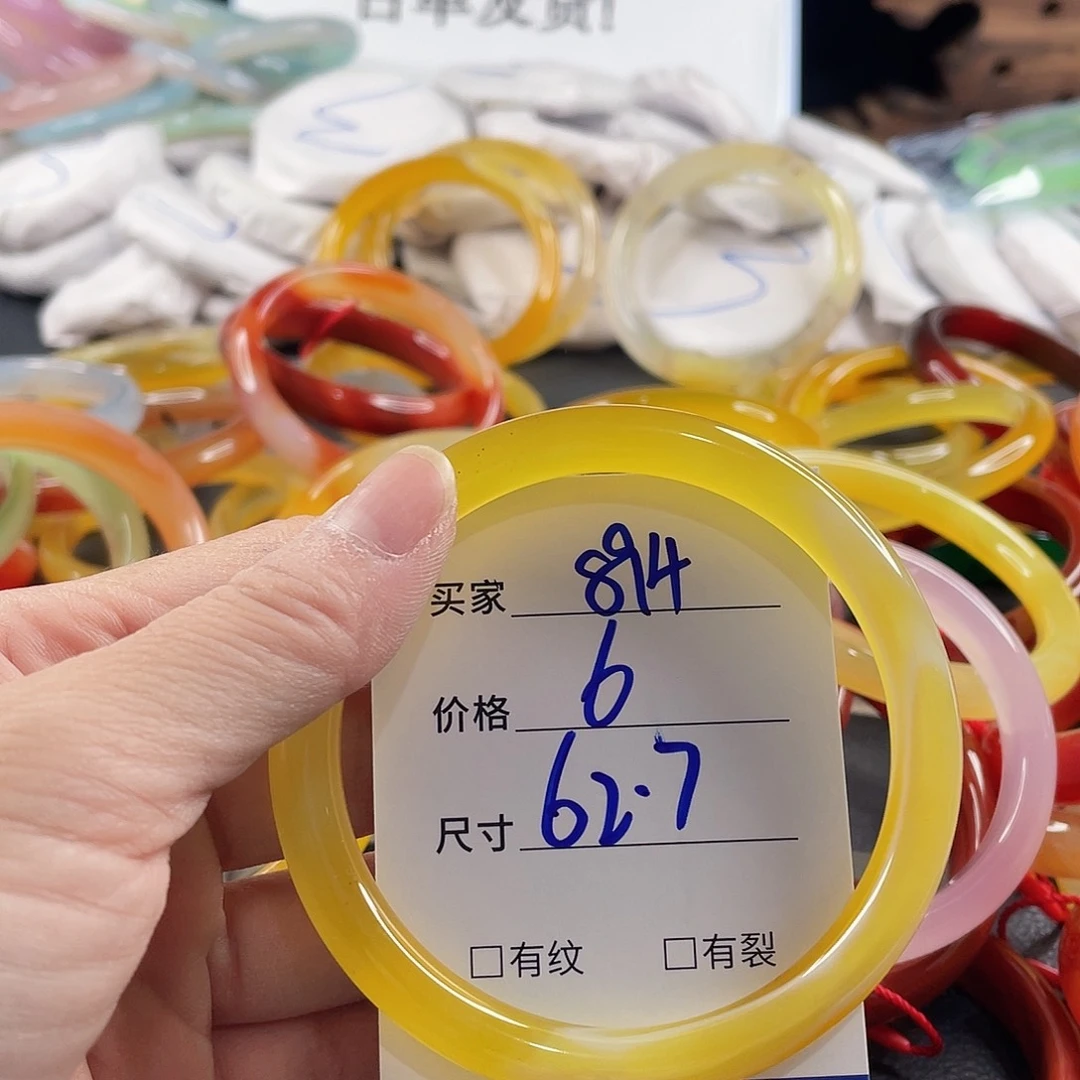 买家 894
价格 6
尺寸 62.7
□有纹 □有裂